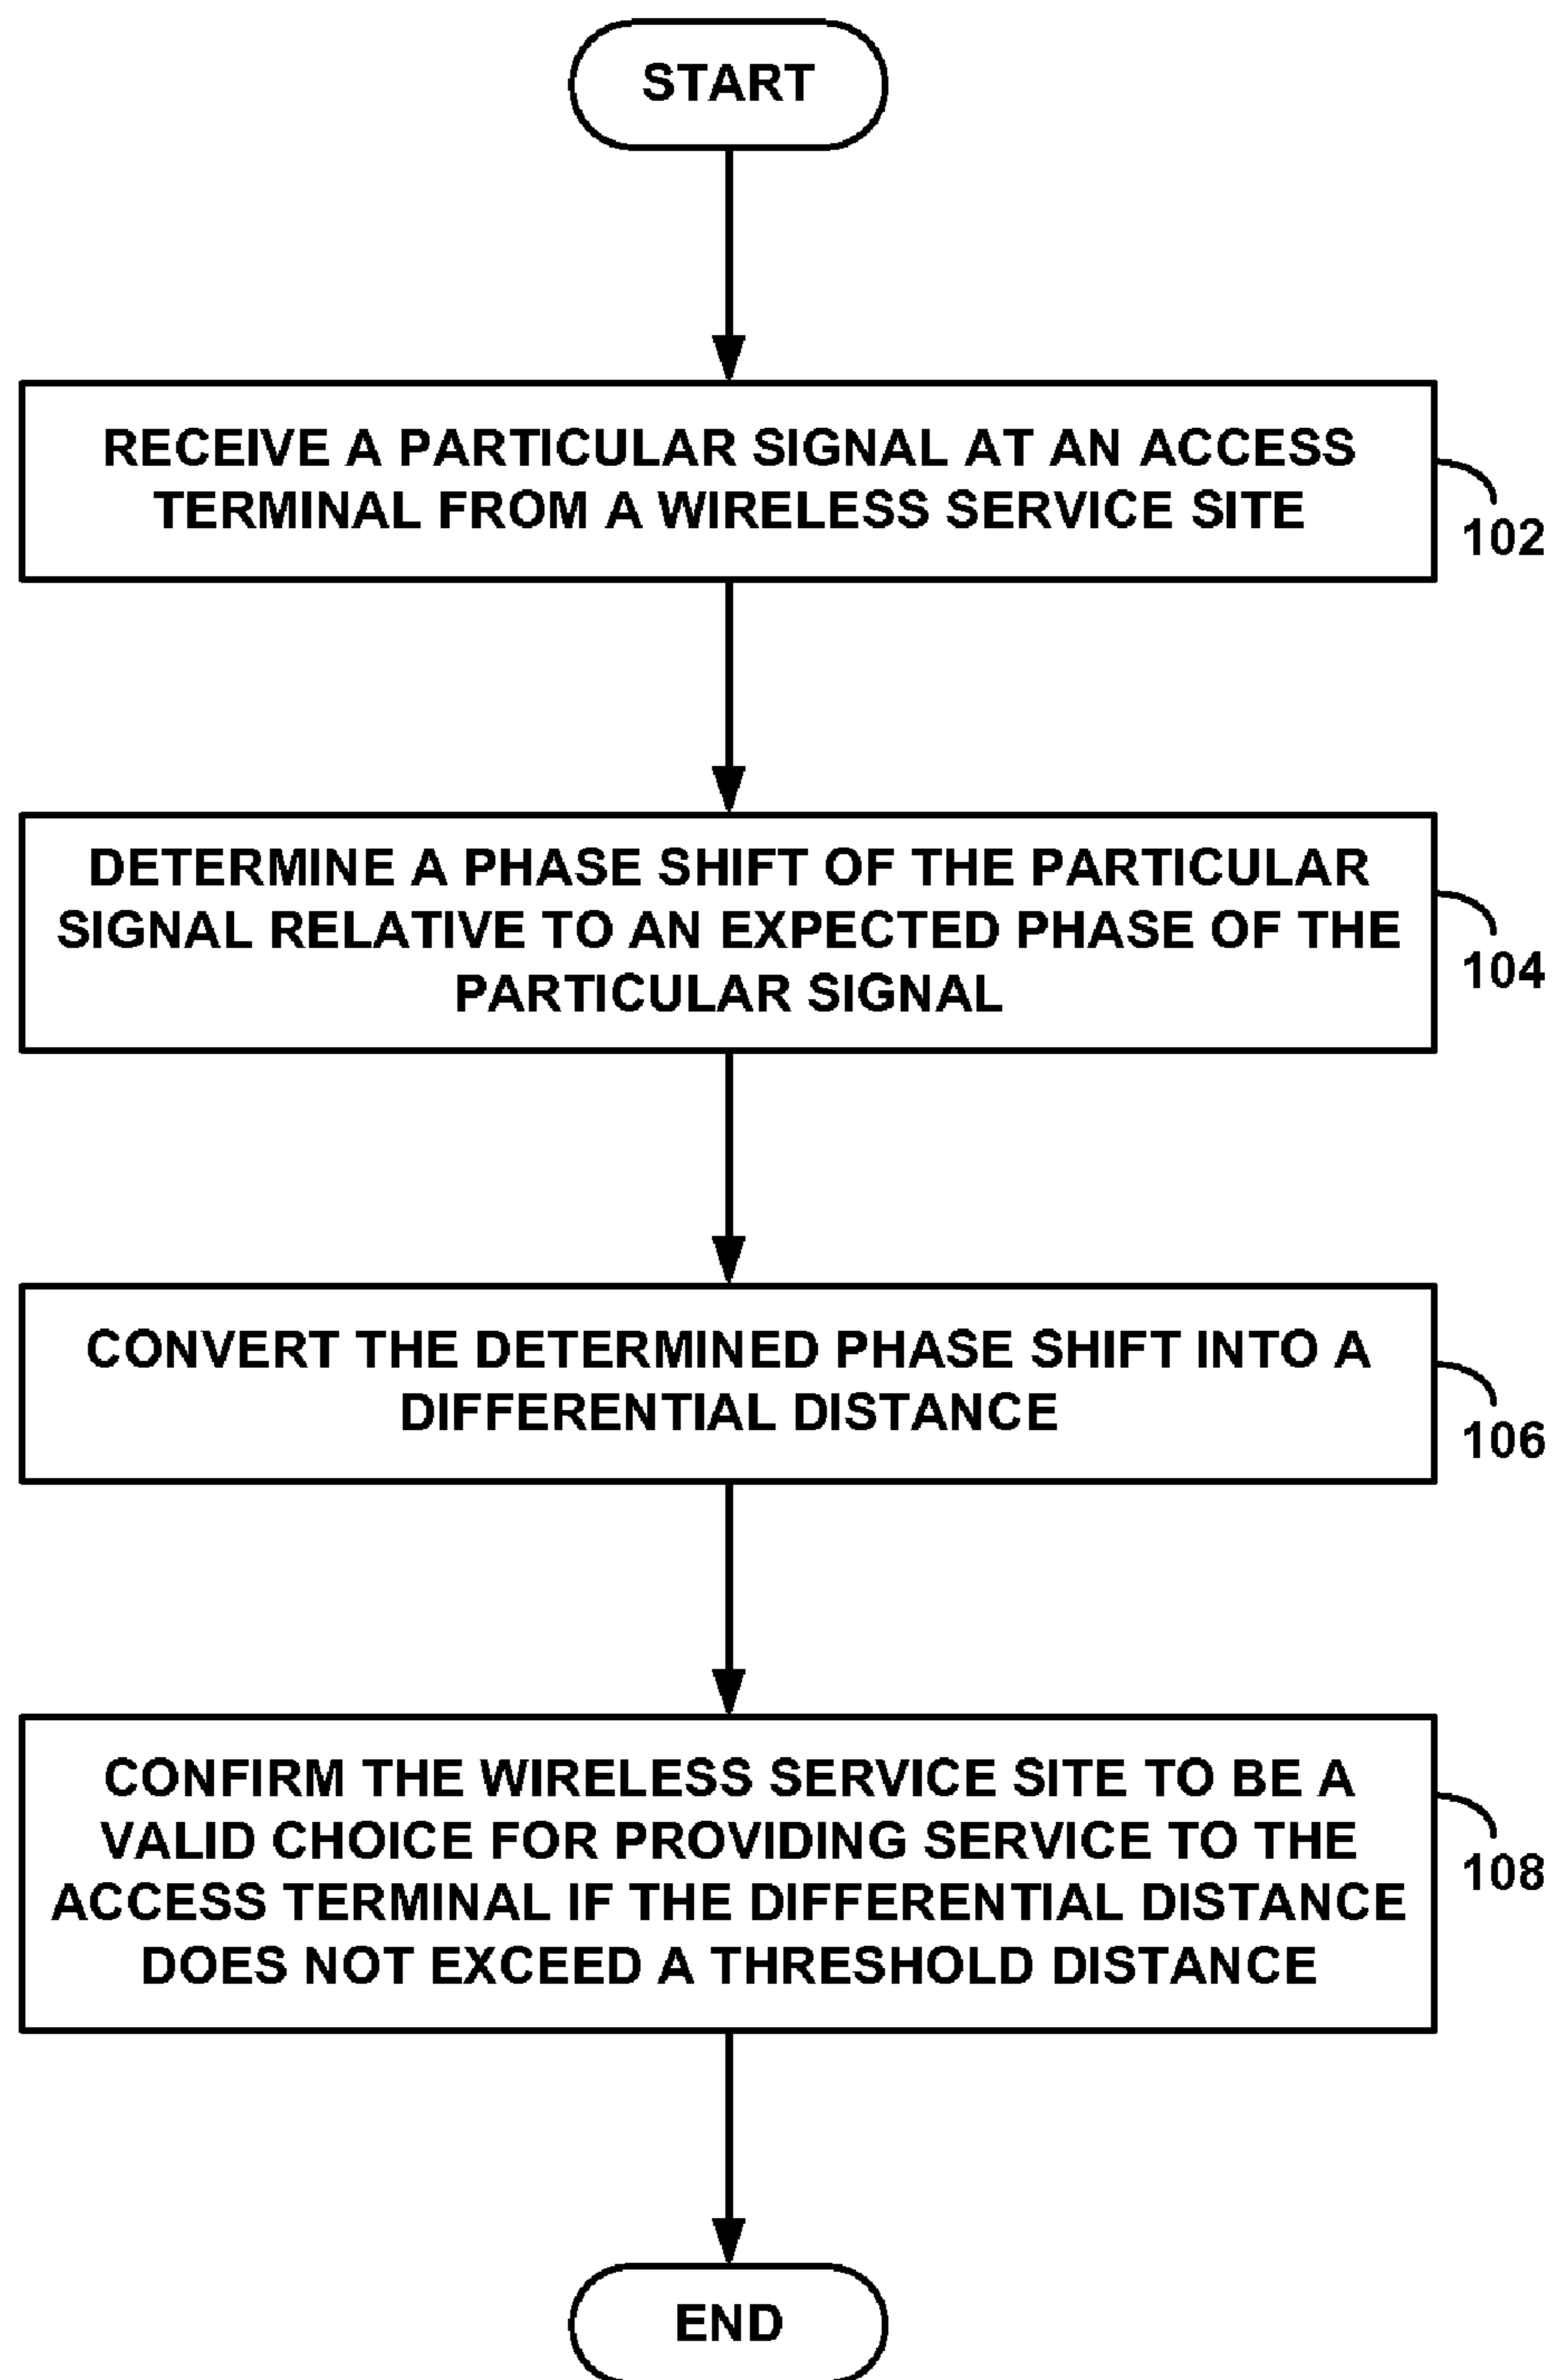 START
RECEIVE A PARTICULAR SIGNAL AT AN ACCESS
TERMINAL FROM A WIRELESS SERVICE SITE
102
DETERMINE A PHASE SHIFT OF THE PARTICULAR
SIGNAL RELATIVE TO AN EXPECTED PHASE OF THE
PARTICULAR SIGNAL
104
CONVERT THE DETERMINED PHASE SHIFT INTO A
DIFFERENTIAL DISTANCE
106
CONFIRM THE WIRELESS SERVICE SITE TO BE A
VALID CHOICE FOR PROVIDING SERVICE TO THE
ACCESS TERMINAL IF THE DIFFERENTIAL DISTANCE
DOES NOT EXCEED A THRESHOLD DISTANCE
108
END